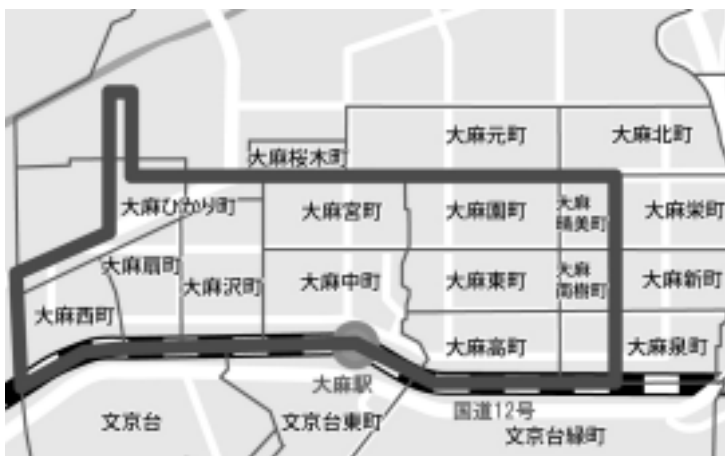 大麻元町
大麻北町
大麻桜木町
大麻ひかり町
大麻宮町
大麻園町
大麻
晴美町
大麻栄町
大麻扇町
大麻沢町
大麻中町
大麻東町
大麻
南樹町
大麻新町
大麻西町
大麻高町
大麻泉町
大麻駅
国道12号
文京台
文京台東町
文京台緑町